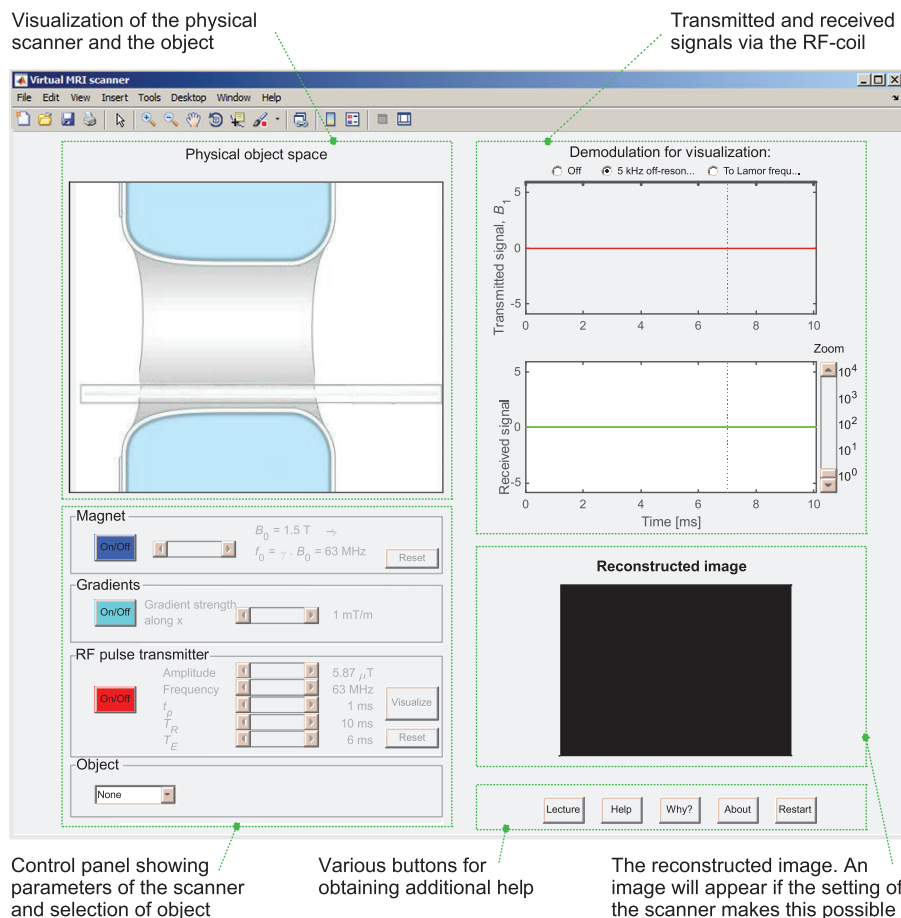 Visualization of the physical
scanner and the object
Transmitted and received
signals via the RF-coil
Virtual MRI scanner
File Edit View Insert Tools Desktop Window Help
Physical object space
Demodulation for visualization:
Off 5 kHz off-reson... To Lamor frequ...
Transmitted signal, B1
5
0
-5
0 2 4 6 8 10
Zoom
Received signal
5
0
-5
10^4
10^3
10^2
10^1
10^0
0 2 4 6 8 10
Time [ms]
Magnet
On/Off
B0 = 1.5 T ->
f0 = γ · B0 = 63 MHz
Reset
Gradients
On/Off
Gradient strength
along x
1 mT/m
RF pulse transmitter
On/Off
Amplitude 5.87 μT
Frequency 63 MHz
tp 1 ms
TR 10 ms
TE 6 ms
Visualize
Reset
Object
None
Reconstructed image
Lecture Help Why? About Restart
Control panel showing
parameters of the scanner
and selection of object
Various buttons for
obtaining additional help
The reconstructed image. An
image will appear if the setting of
the scanner makes this possible